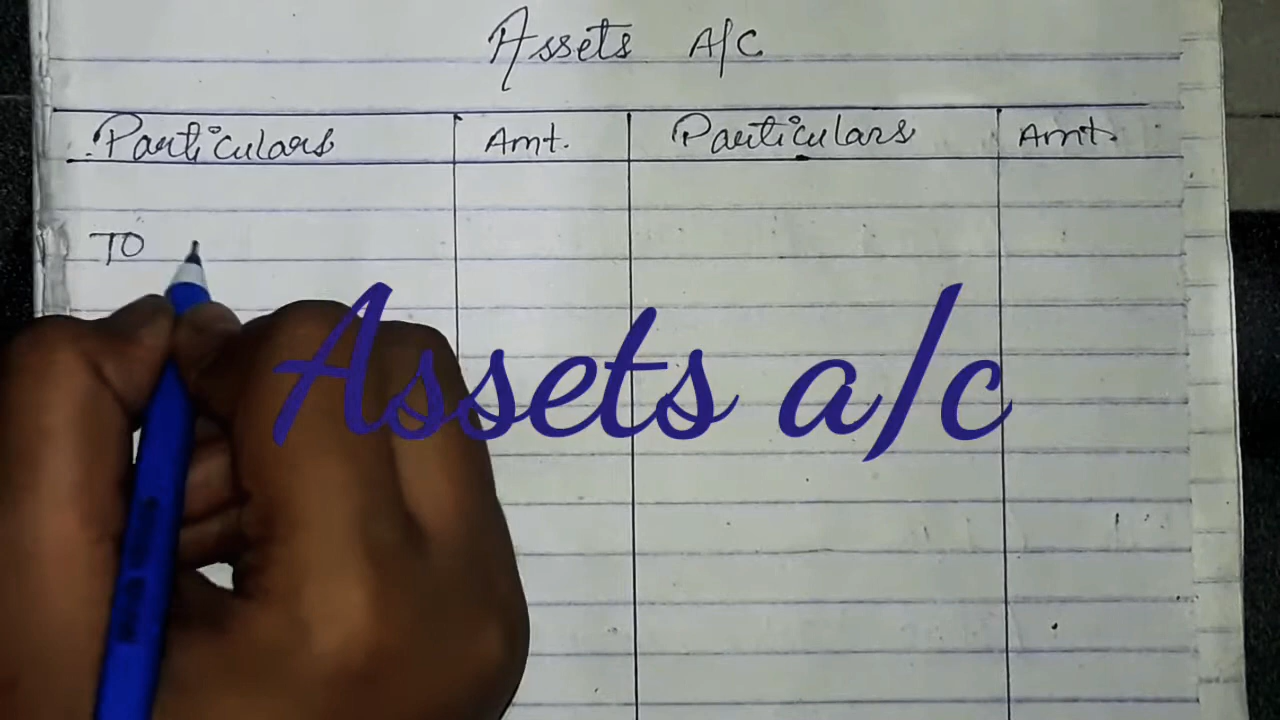 Assets A/C
Particulars Amt. Particulars Amt.
TO
Assets a/c